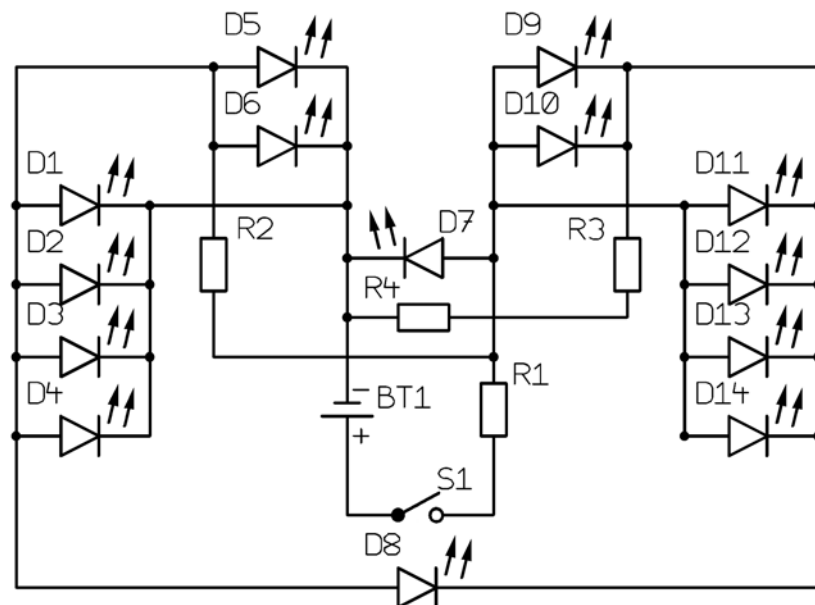 D5 D9
D6 D10
D1 D11
R2 D7 R3
D2 D12
R4
D3 D13
R1
D4 BT1 D14
−
+
S1
D8